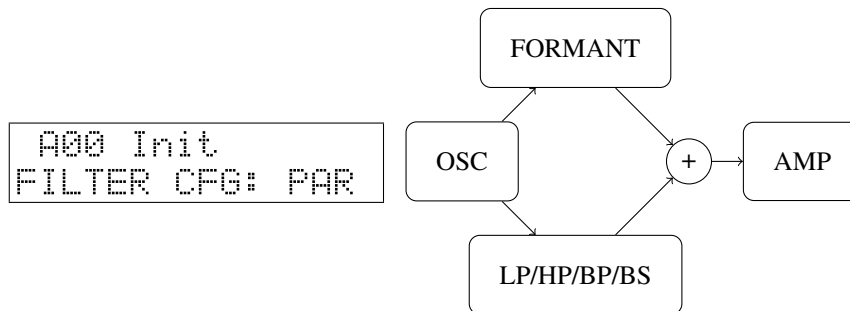 A00 Init
FILTER CFG: PAR
FORMANT
OSC
+
AMP
LP/HP/BP/BS